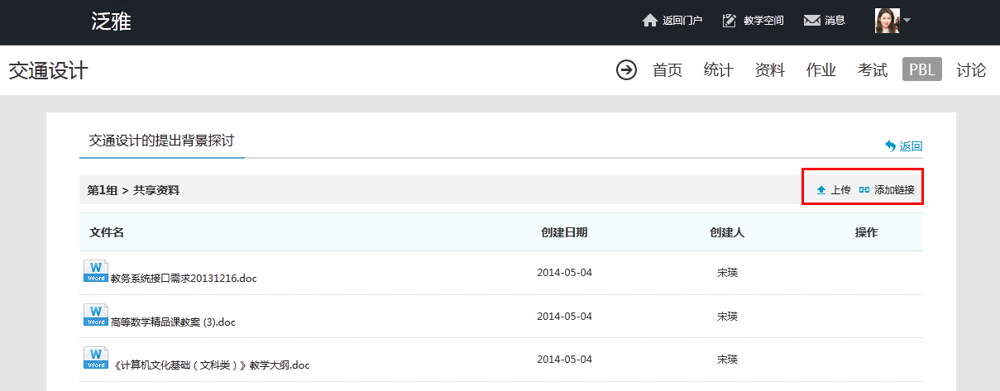 泛雅 返回门户 教学空间 消息
交通设计 首页 统计 资料 作业 考试 PBL 讨论
交通设计的提出背景探讨
返回
第1组 > 共享资料 上传 添加链接
文件名 创建日期 创建人 操作
W Word 教务系统接口需求20131216.doc 2014-05-04 宋瑛
W Word 高等数学精品课教案 (3).doc 2014-05-04 宋瑛
W Word 《计算机文化基础（文科类）》教学大纲.doc 2014-05-04 宋瑛